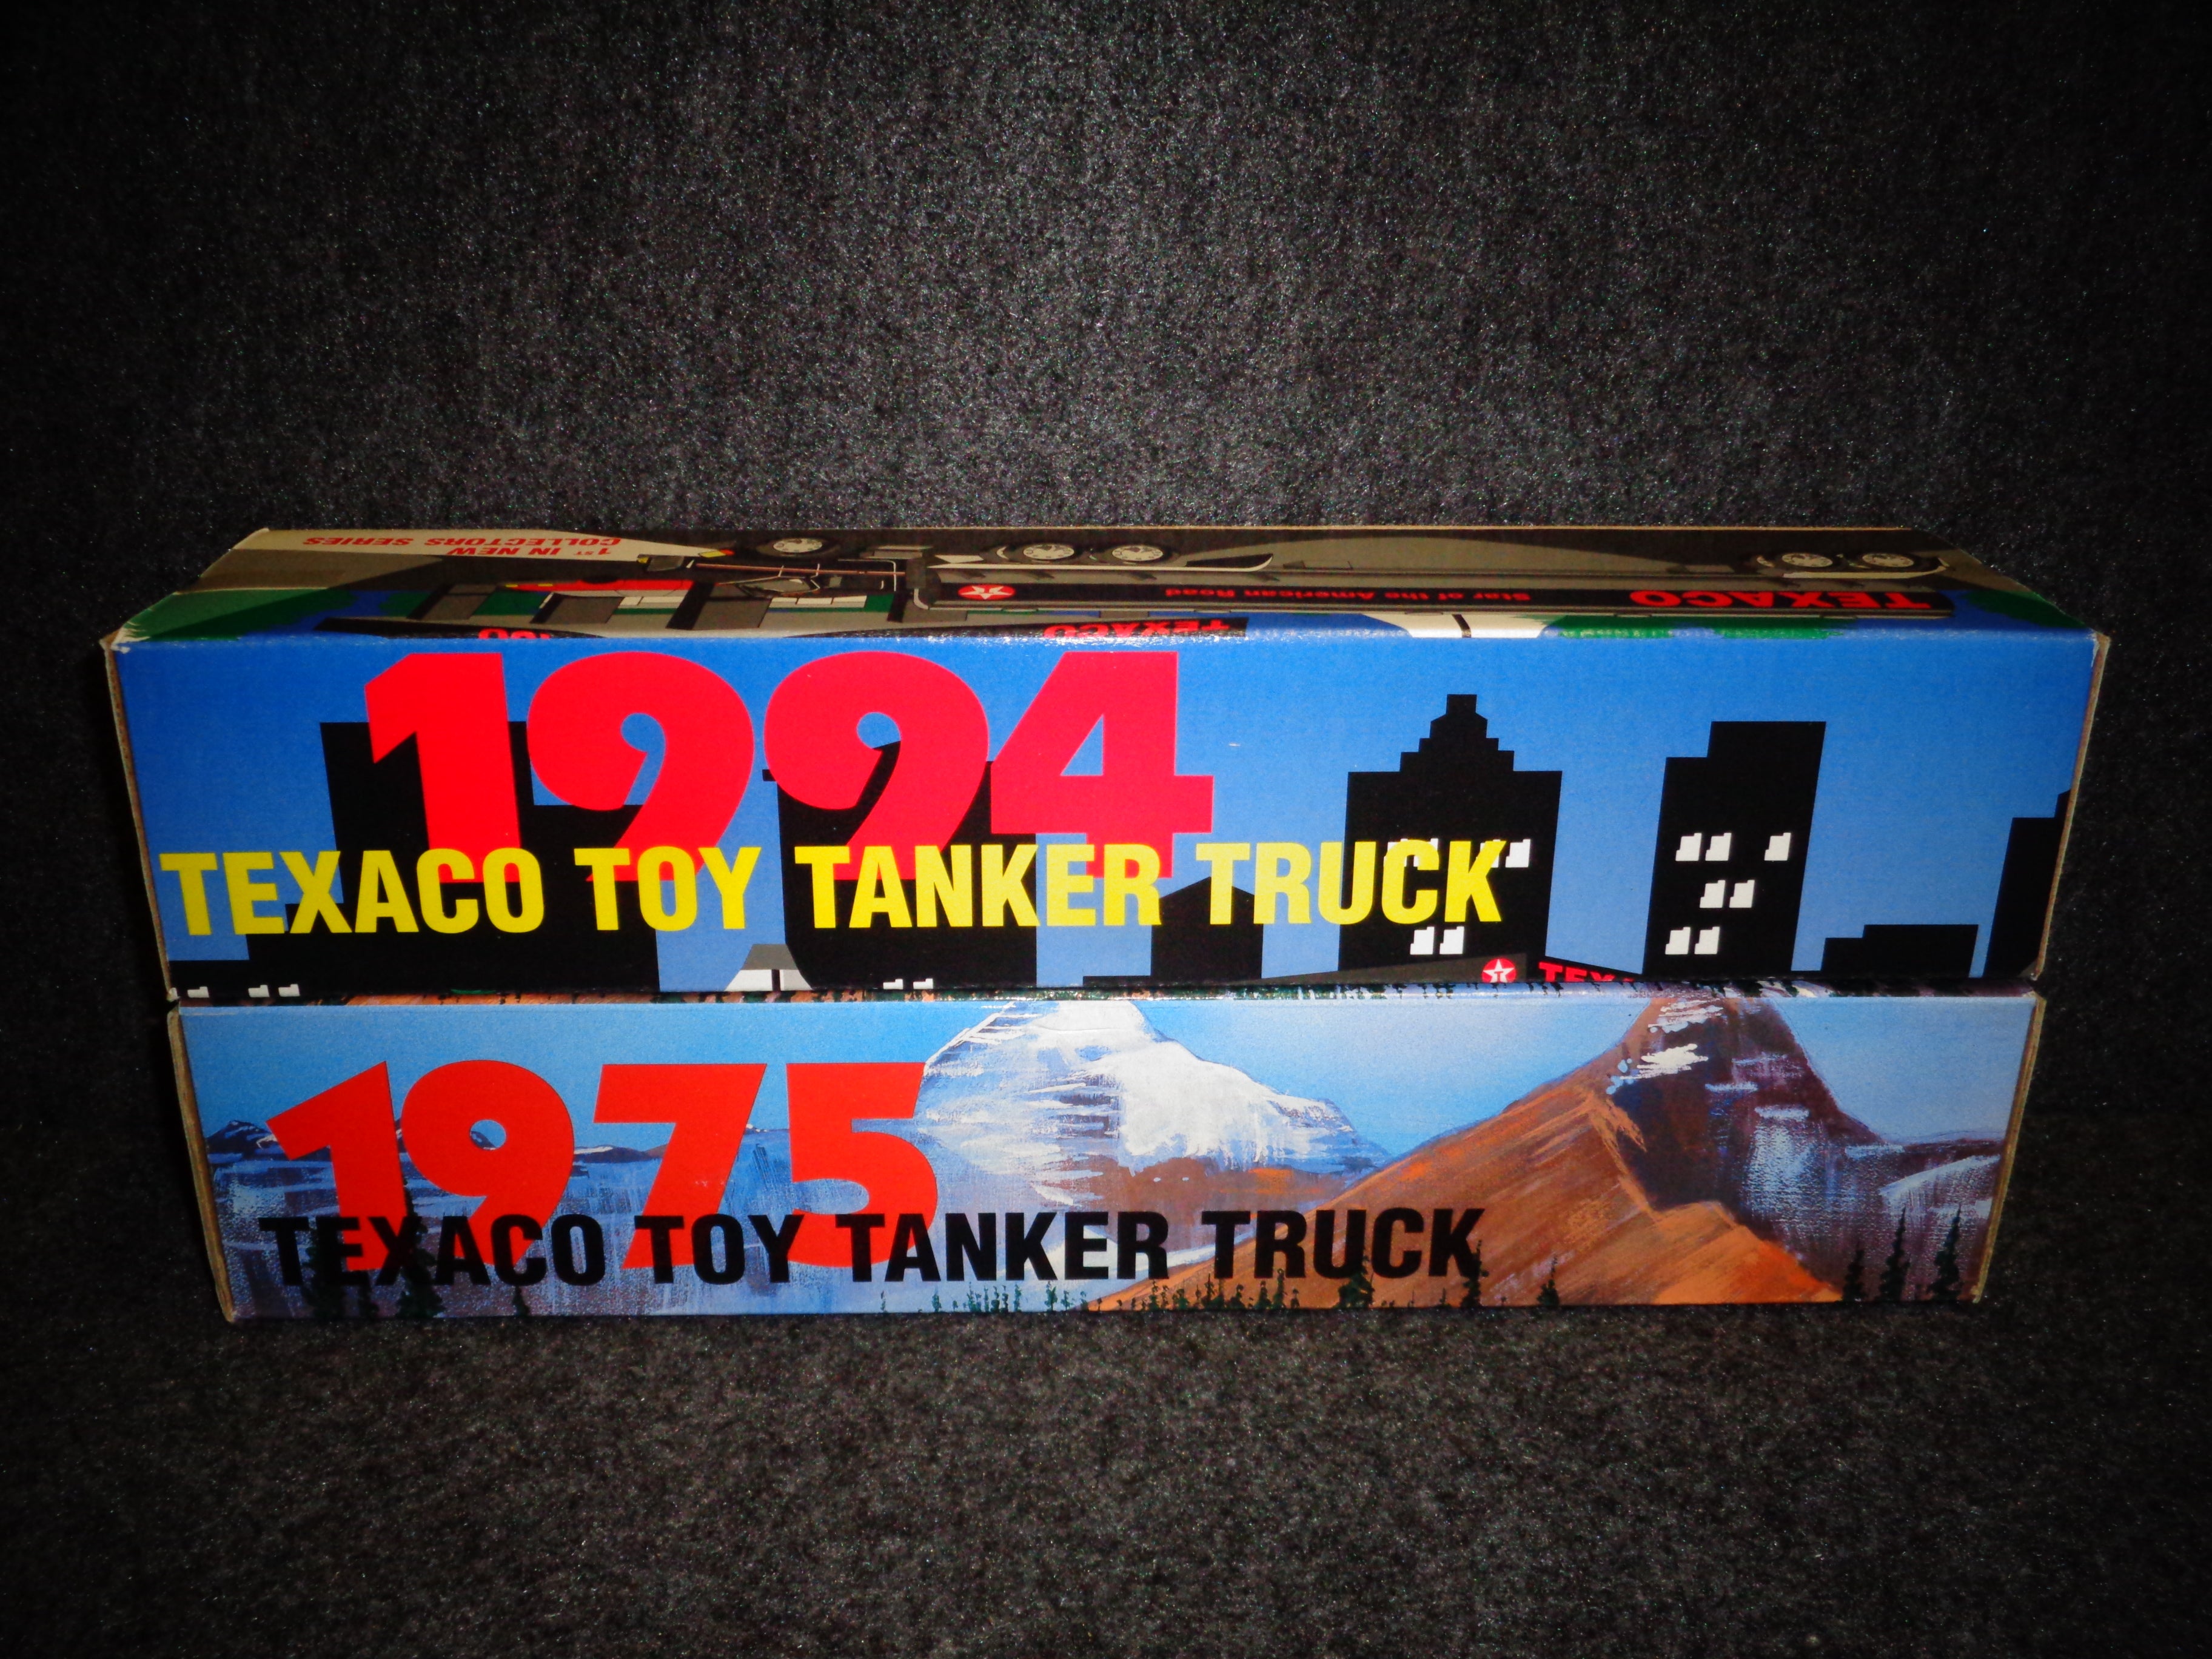 1ST IN NEW
COLLECTORS SERIES
Star of the American Road
TEXACO
TEXACO
1994
TEXACO TOY TANKER TRUCK
1975
TEXACO TOY TANKER TRUCK